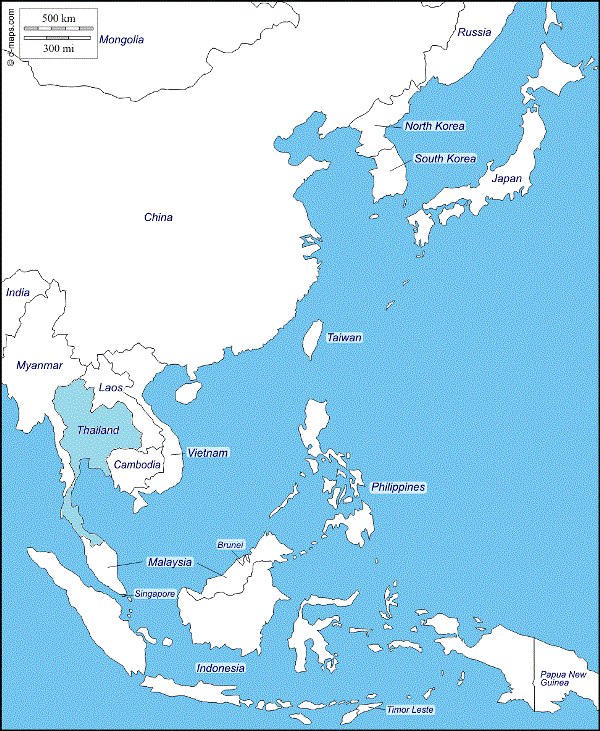 500 km
300 mi
© d-maps.com
Mongolia
Russia
North Korea
South Korea
Japan
China
India
Taiwan
Myanmar
Laos
Thailand
Vietnam
Cambodia
Philippines
Brunei
Malaysia
Singapore
Indonesia
Papua New
Guinea
Timor Leste